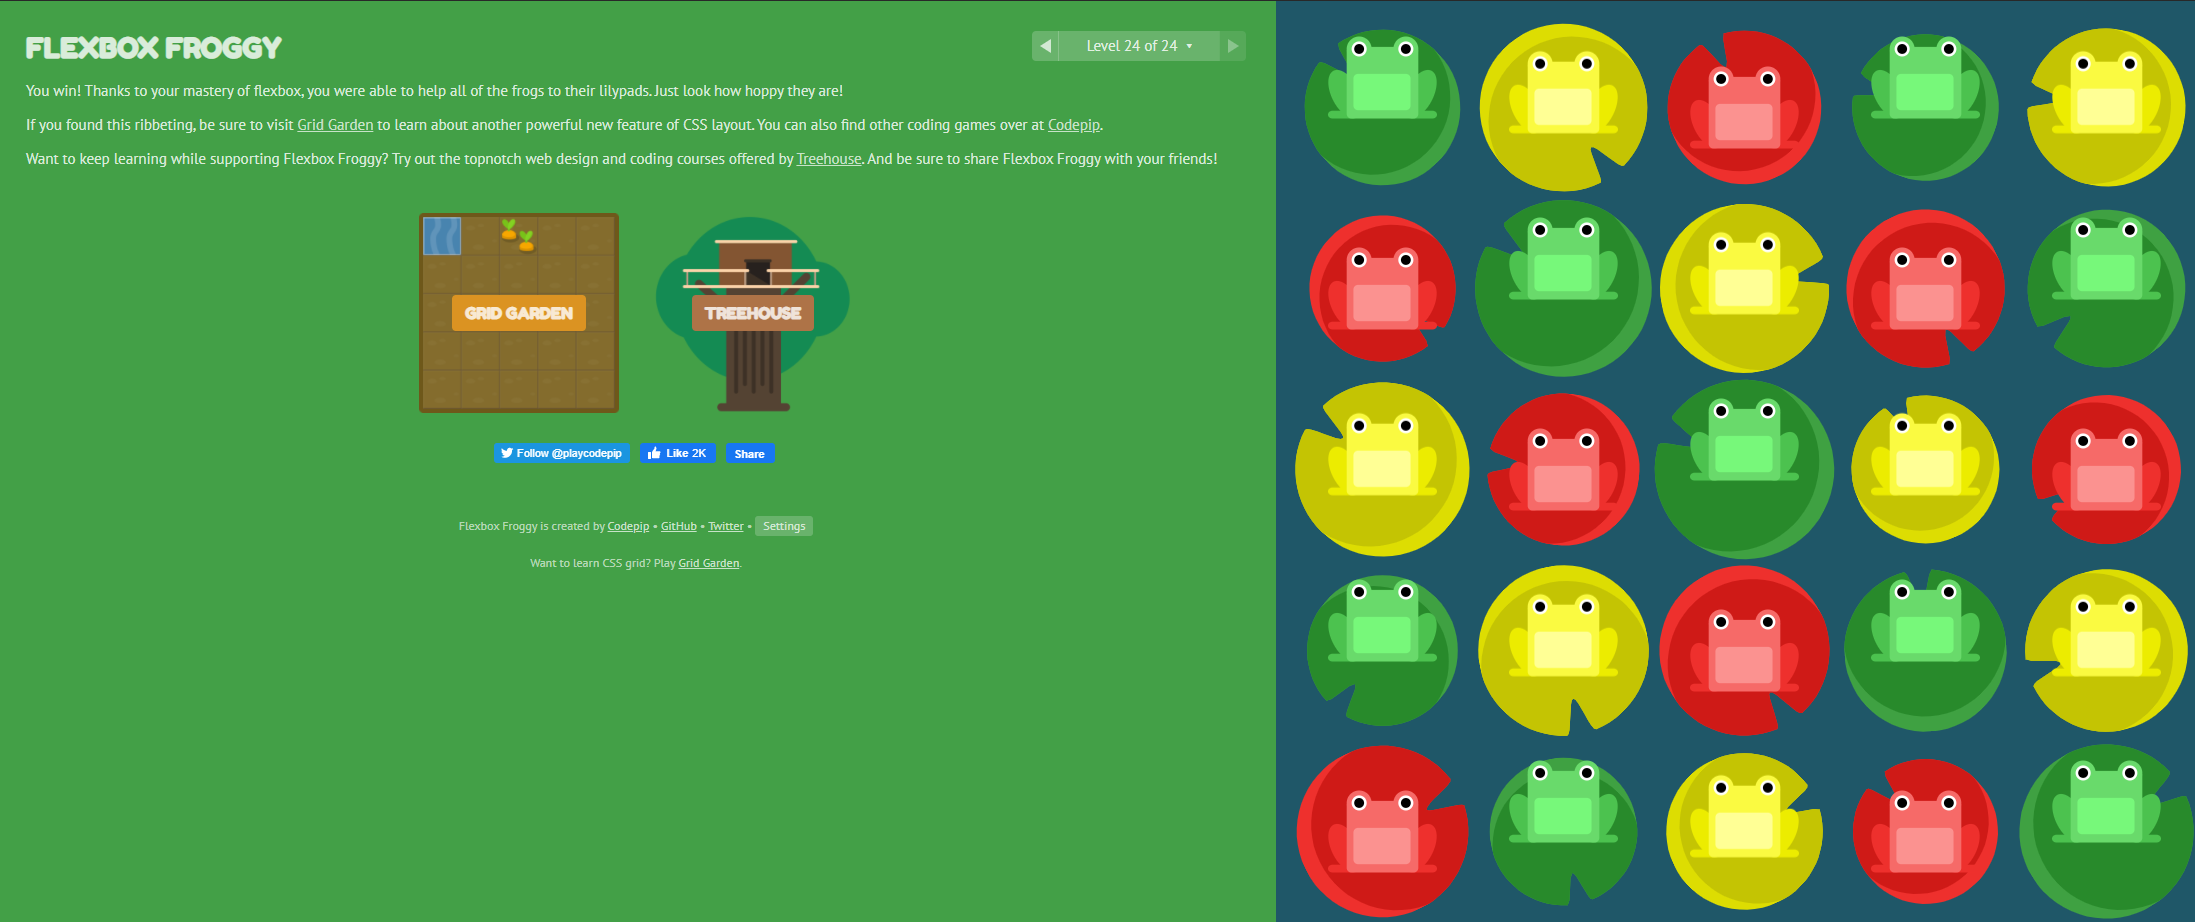 FLEXBOX FROGGY
Level 24 of 24
You win! Thanks to your mastery of flexbox, you were able to help all of the frogs to their lilypads. Just look how hoppy they are!
If you found this ribbeting, be sure to visit Grid Garden to learn about another powerful new feature of CSS layout. You can also find other coding games over at Codepip.
Want to keep learning while supporting Flexbox Froggy? Try out the topnotch web design and coding courses offered by Treehouse. And be sure to share Flexbox Froggy with your friends!
GRID GARDEN
TREEHOUSE
Follow @playcodepip
Like 2K
Share
Flexbox Froggy is created by Codepip • GitHub • Twitter • Settings
Want to learn CSS grid? Play Grid Garden.